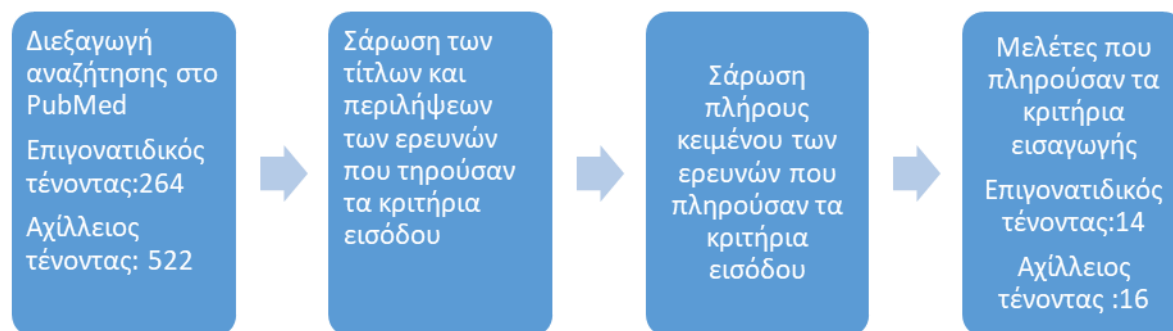 Διεξαγωγή
αναζήτησης στο
PubMed
Επιγονατιδικός
τένοντας:264
Αχίλλειος
τένοντας: 522
Σάρωση των
τίτλων και
περιλήψεων
των ερευνών
που τηρούσαν
τα κριτήρια
εισόδου
Σάρωση
πλήρους
κειμένου των
ερευνών που
πληρούσαν τα
κριτήρια
εισόδου
Μελέτες που
πληρούσαν τα
κριτήρια
εισαγωγής
Επιγονατιδικός
τένοντας:14
Αχίλλειος
τένοντας :16